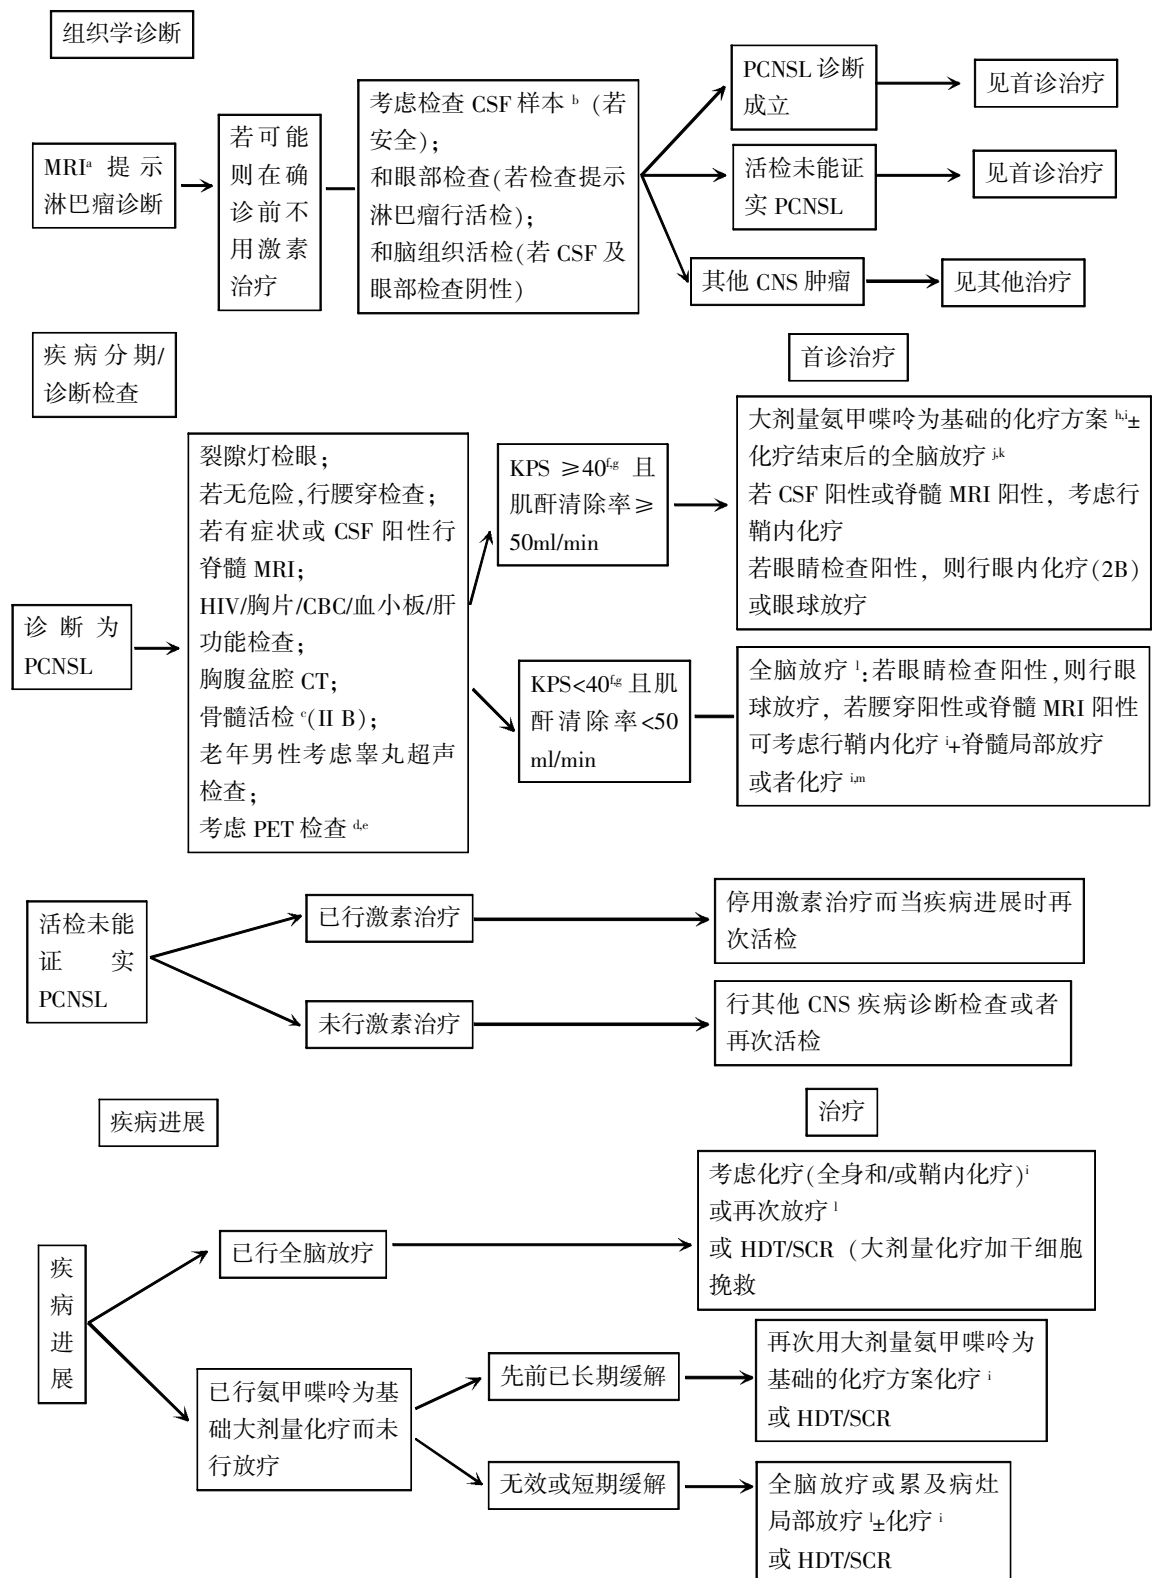 组织学诊断
MRIa 提示
淋巴瘤诊断
若可能
则在确
诊前不
用激素
治疗
考虑检查 CSF 样本 b (若
安全);
和眼部检查(若检查提示
淋巴瘤行活检);
和脑组织活检(若 CSF 及
眼部检查阴性)
PCNSL 诊断
成立
见首诊治疗
活检未能证
实 PCNSL
见首诊治疗
其他 CNS 肿瘤
见其他治疗
疾病分期/
诊断检查
首诊治疗
诊断为
PCNSL
裂隙灯检眼;
若无危险,行腰穿检查;
若有症状或 CSF 阳性行
脊髓 MRI;
HIV/胸片/CBC/血小板/肝
功能检查;
胸腹盆腔 CT;
骨髓活检 c(II B);
老年男性考虑睾丸超声
检查;
考虑 PET 检查 d,e
KPS ≥40f,g 且
肌酐清除率≥
50ml/min
大剂量氨甲喋呤为基础的化疗方案 h,i±
化疗结束后的全脑放疗 j,k
若 CSF 阳性或脊髓 MRI 阳性，考虑行
鞘内化疗
若眼睛检查阳性，则行眼内化疗(2B)
或眼球放疗
KPS<40f,g 且肌
酐清除率<50
ml/min
全脑放疗 l:若眼睛检查阳性,则行眼
球放疗，若腰穿阳性或脊髓 MRI 阳性
可考虑行鞘内化疗 i+脊髓局部放疗
或者化疗 i,m
活检未能
证实
PCNSL
已行激素治疗
停用激素治疗而当疾病进展时再
次活检
未行激素治疗
行其他 CNS 疾病诊断检查或者
再次活检
疾病进展
治疗
疾
病
进
展
已行全脑放疗
考虑化疗(全身和/或鞘内化疗)i
或再次放疗 l
或 HDT/SCR (大剂量化疗加干细胞
挽救
已行氨甲喋呤为基
础大剂量化疗而未
行放疗
先前已长期缓解
再次用大剂量氨甲喋呤为
基础的化疗方案化疗 i
或 HDT/SCR
无效或短期缓解
全脑放疗或累及病灶
局部放疗 l±化疗 i
或 HDT/SCR